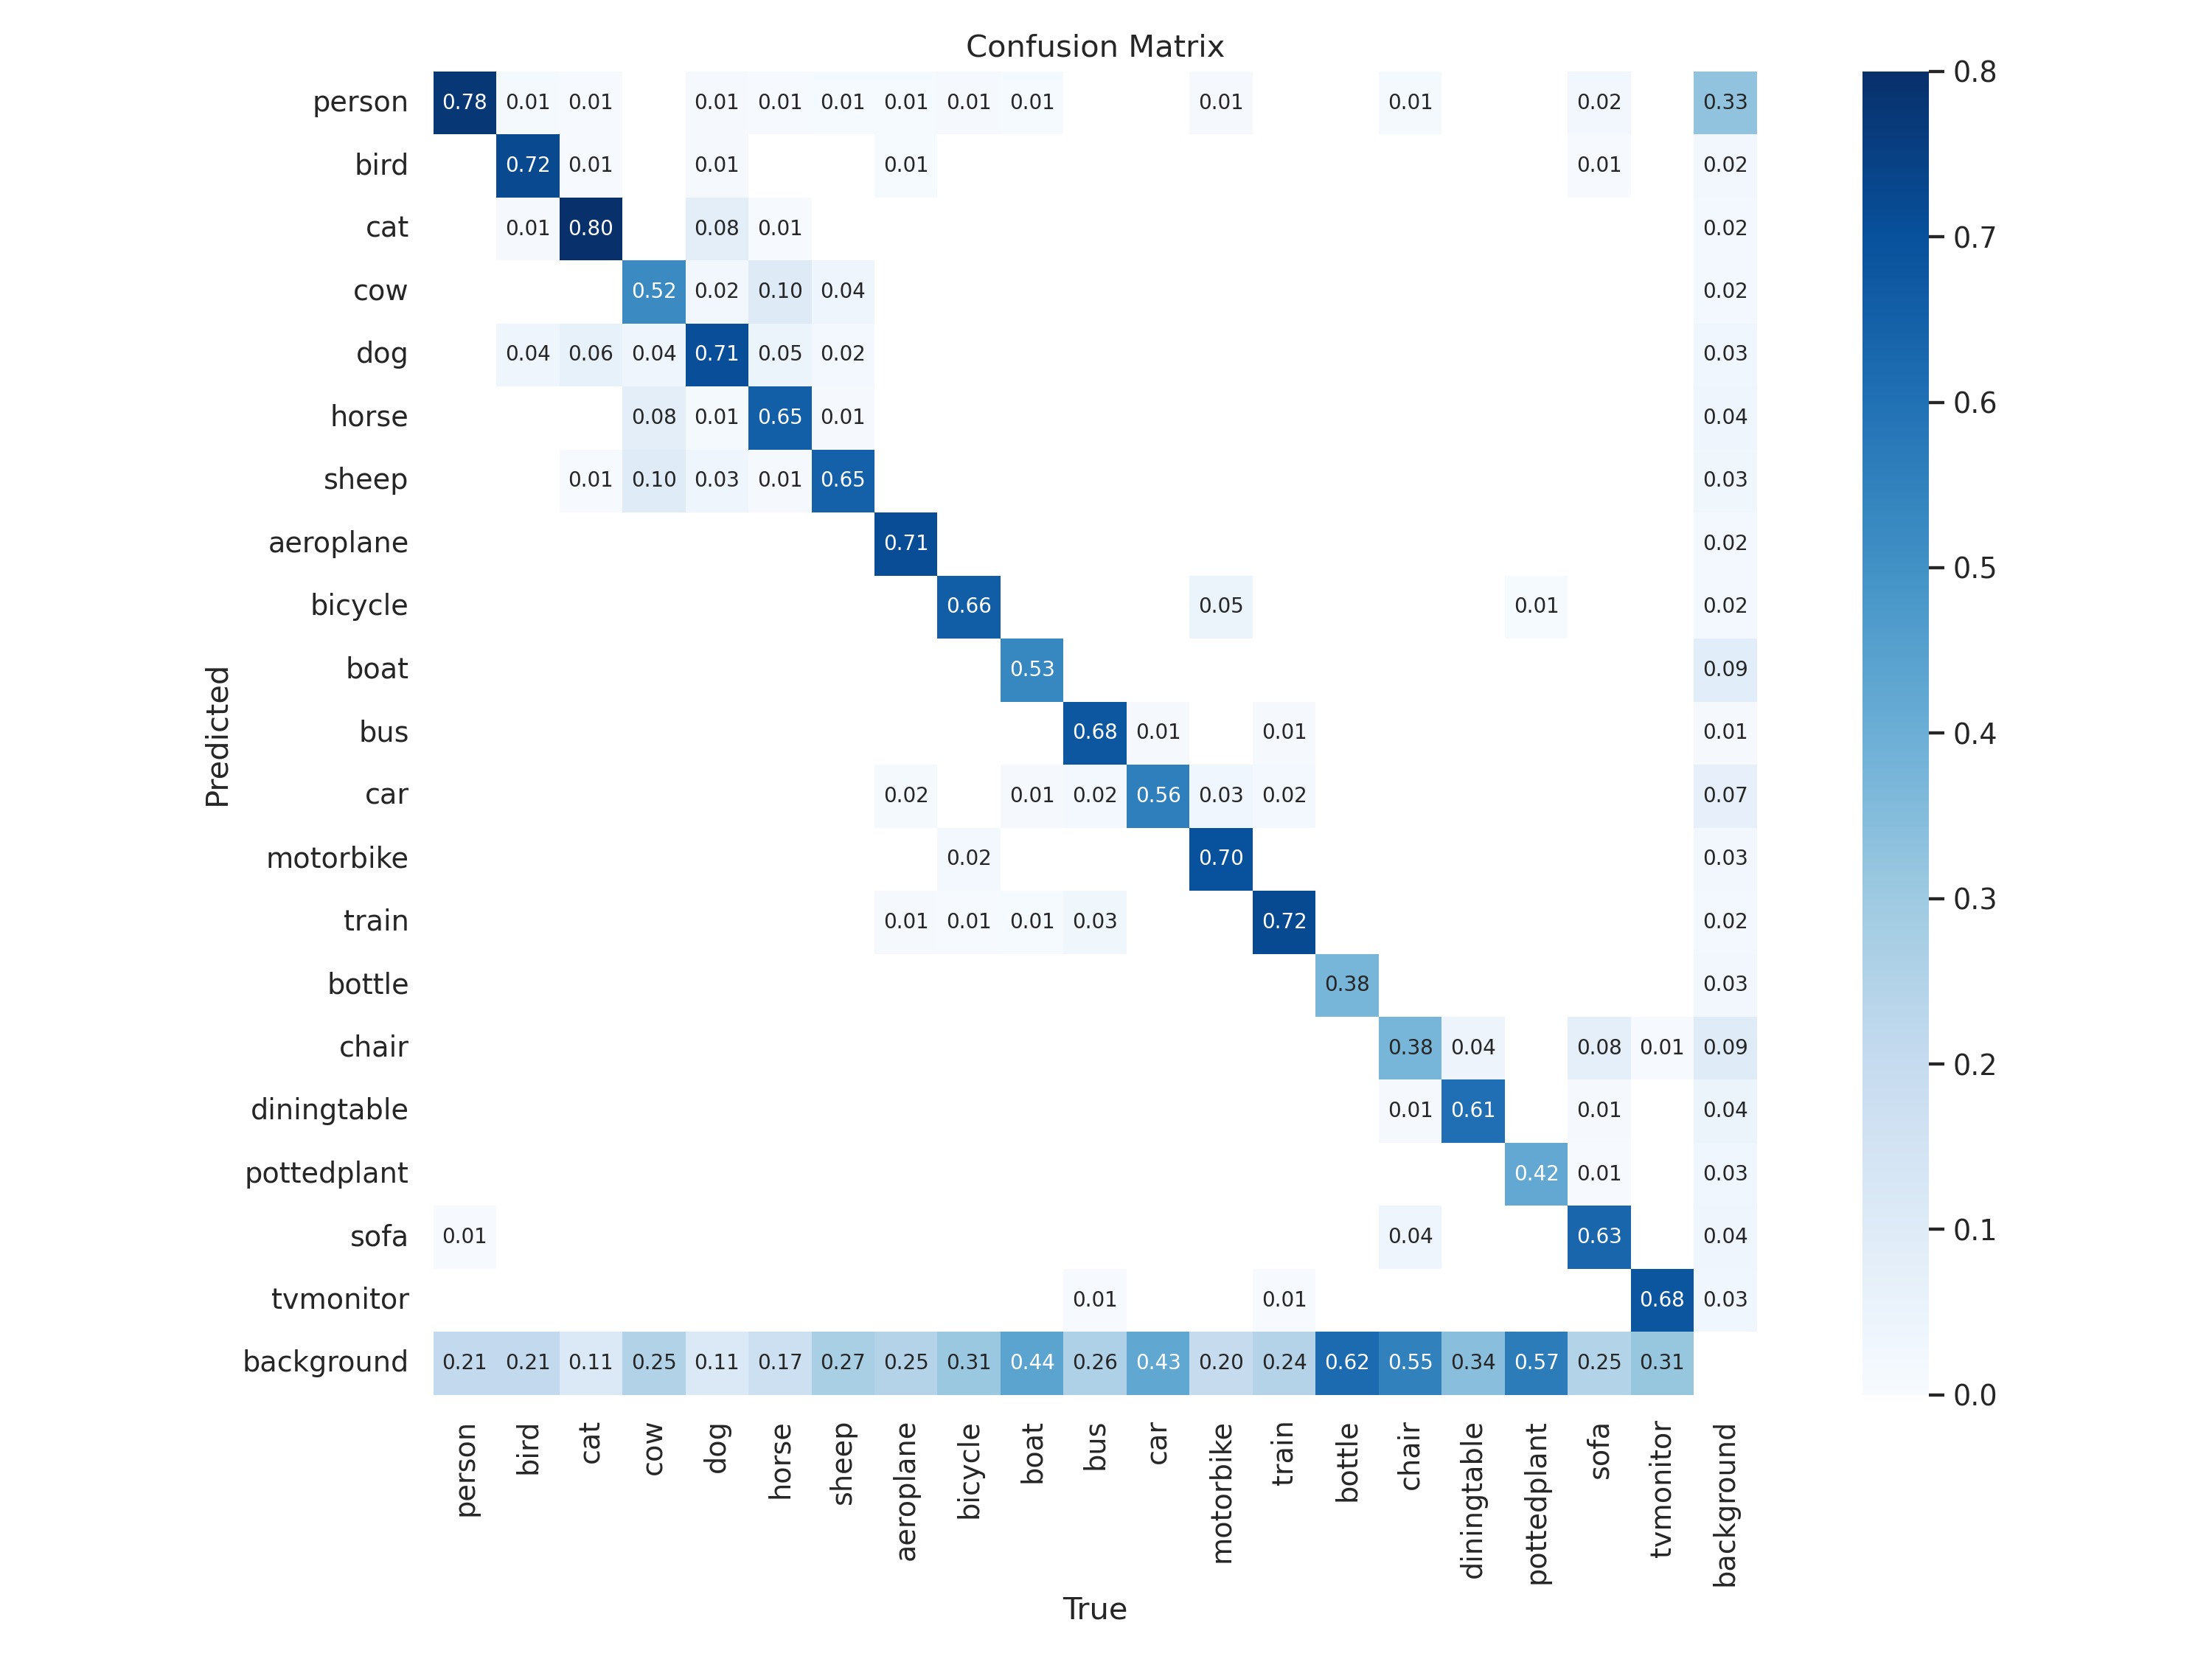 Confusion Matrix
person 0.78 0.01 0.01 0.01 0.01 0.01 0.01 0.01 0.01 0.01 0.01 0.02 0.33 0.8
bird 0.72 0.01 0.01 0.01 0.01 0.02
cat 0.01 0.80 0.08 0.01 0.02 0.7
cow 0.52 0.02 0.10 0.04 0.02
dog 0.04 0.06 0.04 0.71 0.05 0.02 0.03
horse 0.08 0.01 0.65 0.01 0.04 0.6
sheep 0.01 0.10 0.03 0.01 0.65 0.03
aeroplane 0.71 0.02 0.5
bicycle 0.66 0.05 0.01 0.02
boat 0.53 0.09
bus 0.68 0.01 0.01 0.01 0.4
Predicted
car 0.02 0.01 0.02 0.56 0.03 0.02 0.07
motorbike 0.02 0.70 0.03
train 0.01 0.01 0.01 0.03 0.72 0.02 0.3
bottle 0.38 0.03
chair 0.38 0.04 0.08 0.01 0.09 0.2
diningtable 0.01 0.61 0.01 0.04
pottedplant 0.42 0.01 0.03
sofa 0.01 0.04 0.63 0.04 0.1
tvmonitor 0.01 0.01 0.68 0.03
background 0.21 0.21 0.11 0.25 0.11 0.17 0.27 0.25 0.31 0.44 0.26 0.43 0.20 0.24 0.62 0.55 0.34 0.57 0.25 0.31 0.0
person bird cat cow dog horse sheep aeroplane bicycle boat bus car motorbike train bottle chair diningtable pottedplant sofa tvmonitor background
True